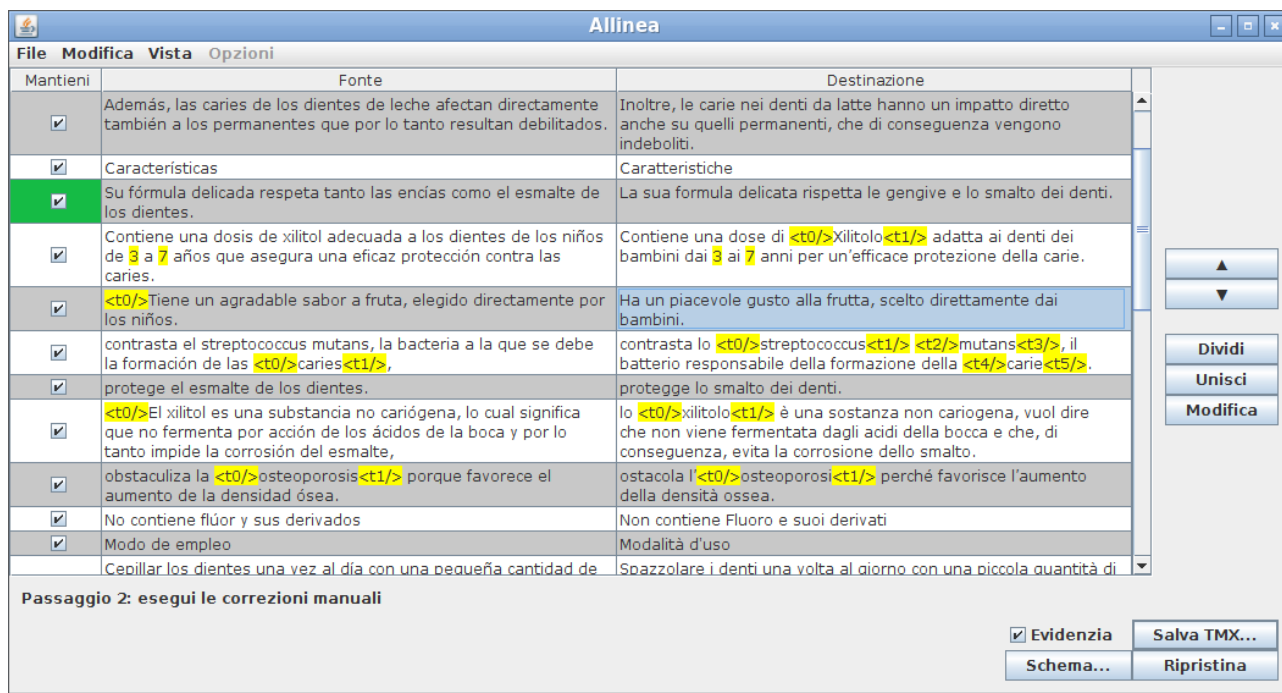 Allinea
File Modifica Vista Opzioni
Mantieni Fonte Destinazione
Además, las caries de los dientes de leche afectan directamente
también a los permanentes que por lo tanto resultan debilitados.
Inoltre, le carie nei denti da latte hanno un impatto diretto
anche su quelli permanenti, che di conseguenza vengono
indeboliti.
Características
Caratteristiche
Su fórmula delicada respeta tanto las encías como el esmalte de
los dientes.
La sua formula delicata rispetta le gengive e lo smalto dei denti.
Contiene una dosis de xilitol adecuada a los dientes de los niños
de 3 a 7 años que asegura una eficaz protección contra las
caries.
Contiene una dose di <t0/>Xilitolo<t1/> adatta ai denti dei
bambini dai 3 ai 7 anni per un'efficace protezione della carie.
<t0/>Tiene un agradable sabor a fruta, elegido directamente por
los niños.
Ha un piacevole gusto alla frutta, scelto direttamente dai
bambini.
contrasta el streptococcus mutans, la bacteria a la que se debe
la formación de las <t0/>caries<t1/>,
contrasta lo <t0/>streptococcus<t1/> <t2/>mutans<t3/>, il
batterio responsabile della formazione della <t4/>carie<t5/>.
protege el esmalte de los dientes.
protegge lo smalto dei denti.
<t0/>El xilitol es una substancia no cariógena, lo cual significa
que no fermenta por acción de los ácidos de la boca y por lo
tanto impide la corrosión del esmalte,
lo <t0/>xilitolo<t1/> è una sostanza non cariogena, vuol dire
che non viene fermentata dagli acidi della bocca e che, di
conseguenza, evita la corrosione dello smalto.
obstaculiza la <t0/>osteoporosis<t1/> porque favorece el
aumento de la densidad ósea.
ostacola l'<t0/>osteoporosi<t1/> perché favorisce l'aumento
della densità ossea.
No contiene flúor y sus derivados
Non contiene Fluoro e suoi derivati
Modo de empleo
Modalità d'uso
Cepillar los dientes una vez al día con una pequeña cantidad de
Spazzolare i denti una volta al giorno con una piccola quantità di
Dividi
Unisci
Modifica
Passaggio 2: esegui le correzioni manuali
Evidenzia
Salva TMX...
Schema...
Ripristina